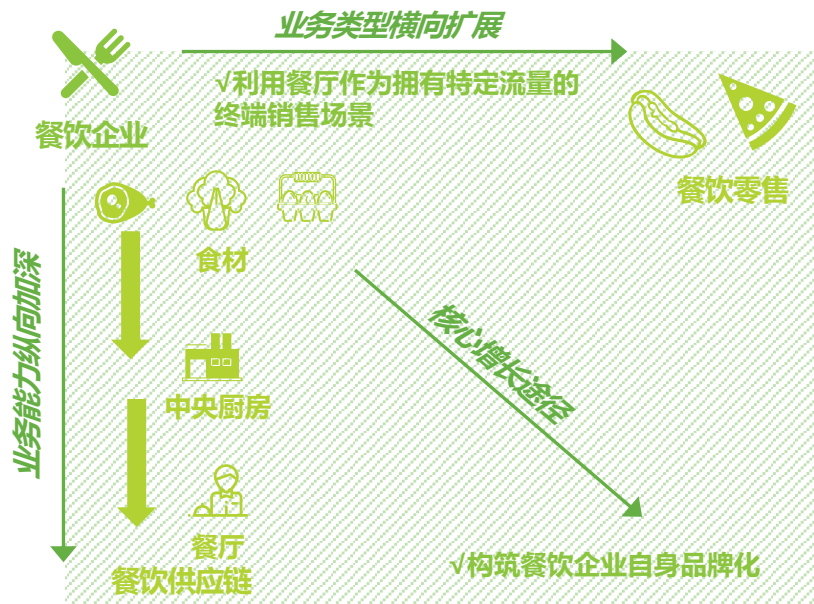 业务类型横向扩展
√利用餐厅作为拥有特定流量的
终端销售场景
餐饮企业
餐饮零售
食材
业务能力纵向加深
核心增长途径
中央厨房
餐厅
餐饮供应链
√构筑餐饮企业自身品牌化